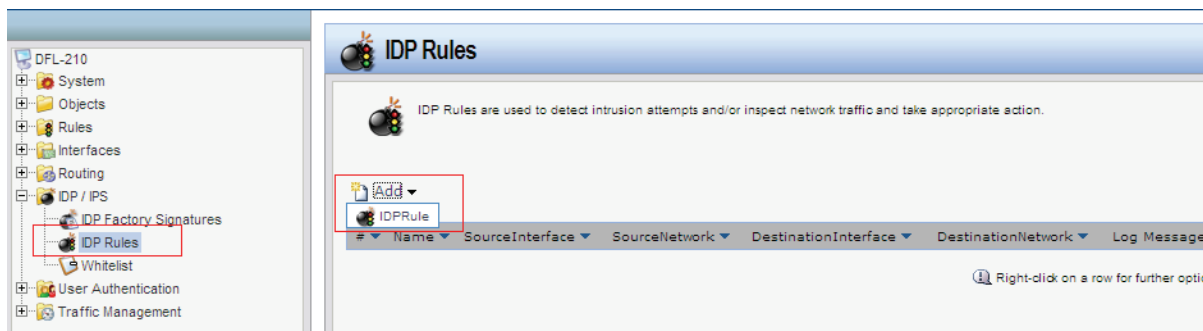 DFL-210
System
Objects
Rules
Interfaces
Routing
IDP / IPS
IDP Factory Signatures
IDP Rules
Whitelist
User Authentication
Traffic Management
IDP Rules
IDP Rules are used to detect intrusion attempts and/or inspect network traffic and take appropriate action.
Add
IDPRule
# Name SourceInterface SourceNetwork DestinationInterface DestinationNetwork Log Message
Right-click on a row for further opti